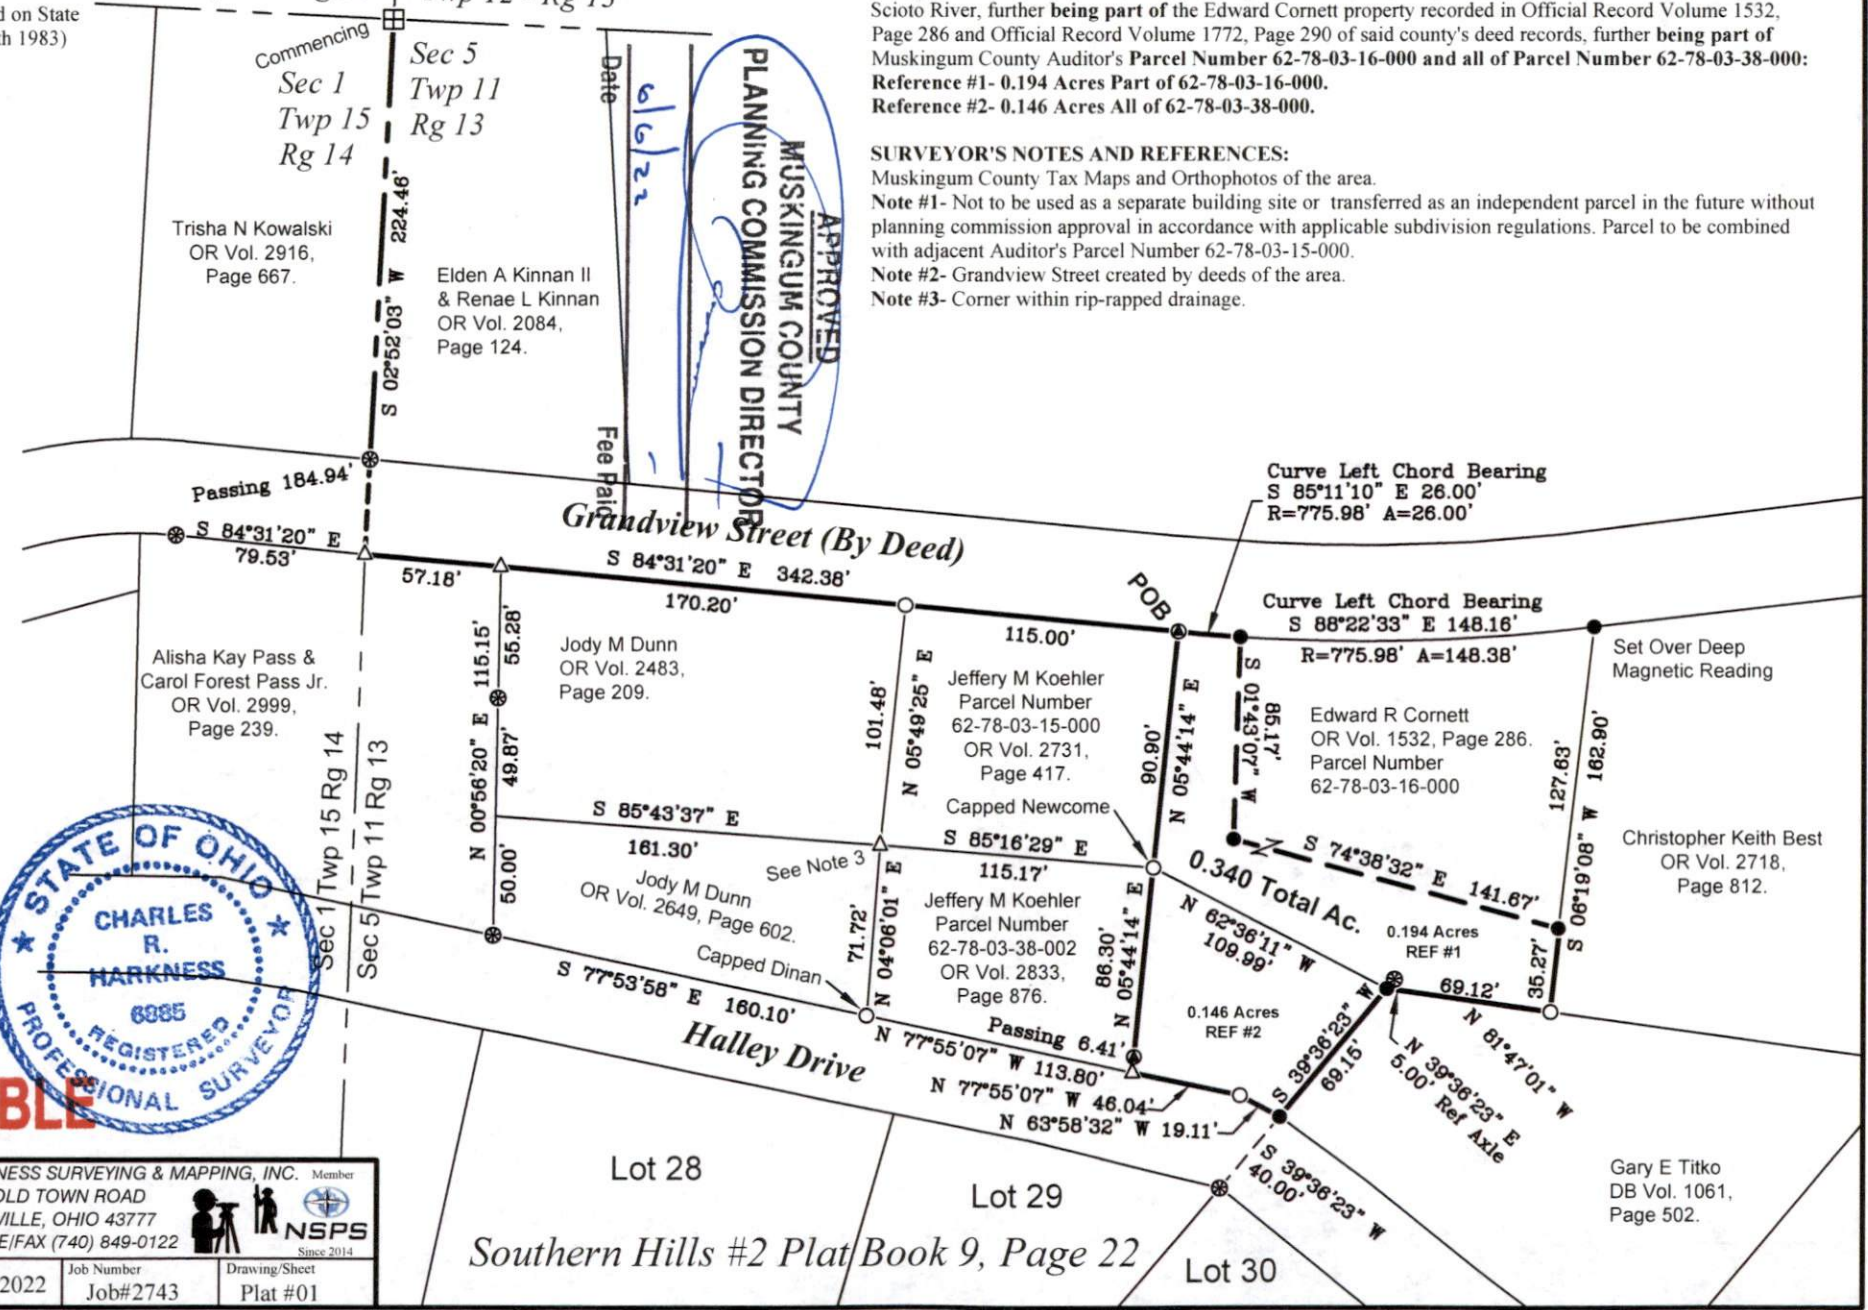 d on State
th 1983)
Twp 12 Rg 13
Commencing
Sec 1
Twp 15
Rg 14
Sec 5
Twp 11
Rg 13
S 02°52'03" W 224.46'
Trisha N Kowalski
OR Vol. 2916,
Page 667.
Elden A Kinnan II
& Renae L Kinnan
OR Vol. 2084,
Page 124.
Date
6/6/22
Fee Paid
APPROVED
MUSKINGUM COUNTY
PLANNING COMMISSION DIRECTOR
Scioto River, further being part of the Edward Cornett property recorded in Official Record Volume 1532,
Page 286 and Official Record Volume 1772, Page 290 of said county's deed records, further being part of
Muskingum County Auditor's Parcel Number 62-78-03-16-000 and all of Parcel Number 62-78-03-38-000:
Reference #1- 0.194 Acres Part of 62-78-03-16-000.
Reference #2- 0.146 Acres All of 62-78-03-38-000.
SURVEYOR'S NOTES AND REFERENCES:
Muskingum County Tax Maps and Orthophotos of the area.
Note #1- Not to be used as a separate building site or transferred as an independent parcel in the future without
planning commission approval in accordance with applicable subdivision regulations. Parcel to be combined
with adjacent Auditor's Parcel Number 62-78-03-15-000.
Note #2- Grandview Street created by deeds of the area.
Note #3- Corner within rip-rapped drainage.
Passing 184.94'
S 84°31'20" E
79.53'
57.18'
Grandview Street (By Deed)
S 84°31'20" E 342.38'
170.20'
115.00'
POB
Curve Left Chord Bearing
S 85°11'10" E 26.00'
R=775.98' A=26.00'
Curve Left Chord Bearing
S 88°22'33" E 148.16'
R=775.98' A=148.38'
Set Over Deep
Magnetic Reading
Alisha Kay Pass &
Carol Forest Pass Jr.
OR Vol. 2999,
Page 239.
Sec 1 Twp 15 Rg 14
Sec 5 Twp 11 Rg 13
N 00°56'20" E 115.15'
55.28'
49.87'
50.00'
Jody M Dunn
OR Vol. 2483,
Page 209.
101.48'
N 05°49'25" E
Jeffery M Koehler
Parcel Number
62-78-03-15-000
OR Vol. 2731,
Page 417.
Capped Newcome
90.90'
N 05°44'14" E
S 01°43'07" W
85.17'
Edward R Cornett
OR Vol. 1532, Page 286.
Parcel Number
62-78-03-16-000
127.63'
S 06°19'08" W 162.90'
Christopher Keith Best
OR Vol. 2718,
Page 812.
S 85°43'37" E
161.30'
See Note 3
Jody M Dunn
OR Vol. 2649, Page 602.
Capped Dinan
S 85°16'29" E
115.17'
71.72'
N 04°06'01" E
Jeffery M Koehler
Parcel Number
62-78-03-38-002
OR Vol. 2833,
Page 876.
86.30'
N 05°44'14" E
0.340 Total Ac.
S 74°38'32" E 141.67'
N 62°36'11" W
109.99'
0.194 Acres
REF #1
35.27'
69.12'
N 81°47'01" W
0.146 Acres
REF #2
S 39°36'23" W
69.15'
N 39°36'23" E
5.00' Ref Axle
S 77°53'58" E 160.10'
Halley Drive
Passing 6.41'
N 77°55'07" W 113.80'
N 77°55'07" W 46.04'
N 63°58'32" W 19.11'
S 39°36'23" W
40.00'
Gary E Titko
DB Vol. 1061,
Page 502.
Lot 28
Lot 29
Lot 30
Southern Hills #2 Plat Book 9, Page 22
STATE OF OHIO
CHARLES
R.
HARKNESS
6885
REGISTERED
PROFESSIONAL SURVEYOR
BLE
NESS SURVEYING & MAPPING, INC.
OLD TOWN ROAD
VILLE, OHIO 43777
E/FAX (740) 849-0122
Member
NSPS
Since 2014
2022
Job Number
Job#2743
Drawing/Sheet
Plat #01